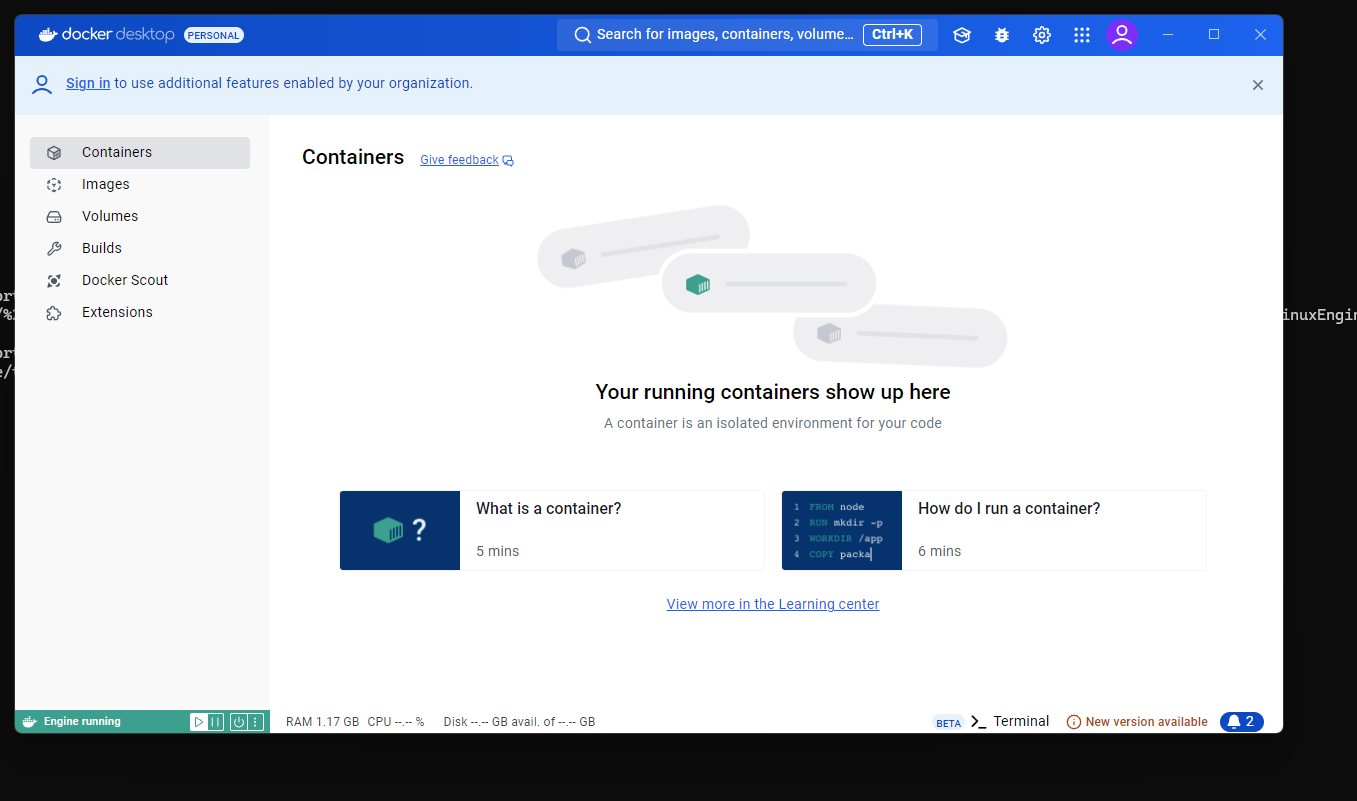 docker desktop PERSONAL
Search for images, containers, volume... Ctrl+K
Sign in to use additional features enabled by your organization.
Containers
Images
Volumes
Builds
Docker Scout
Extensions
Containers Give feedback
Your running containers show up here
A container is an isolated environment for your code
?
What is a container?
5 mins
1 FROM node
2 RUN mkdir -p
3 WORKDIR /app
4 COPY packa
How do I run a container?
6 mins
View more in the Learning center
Engine running
RAM 1.17 GB CPU --.-- % Disk --.-- GB avail. of --.-- GB
BETA Terminal New version available 2